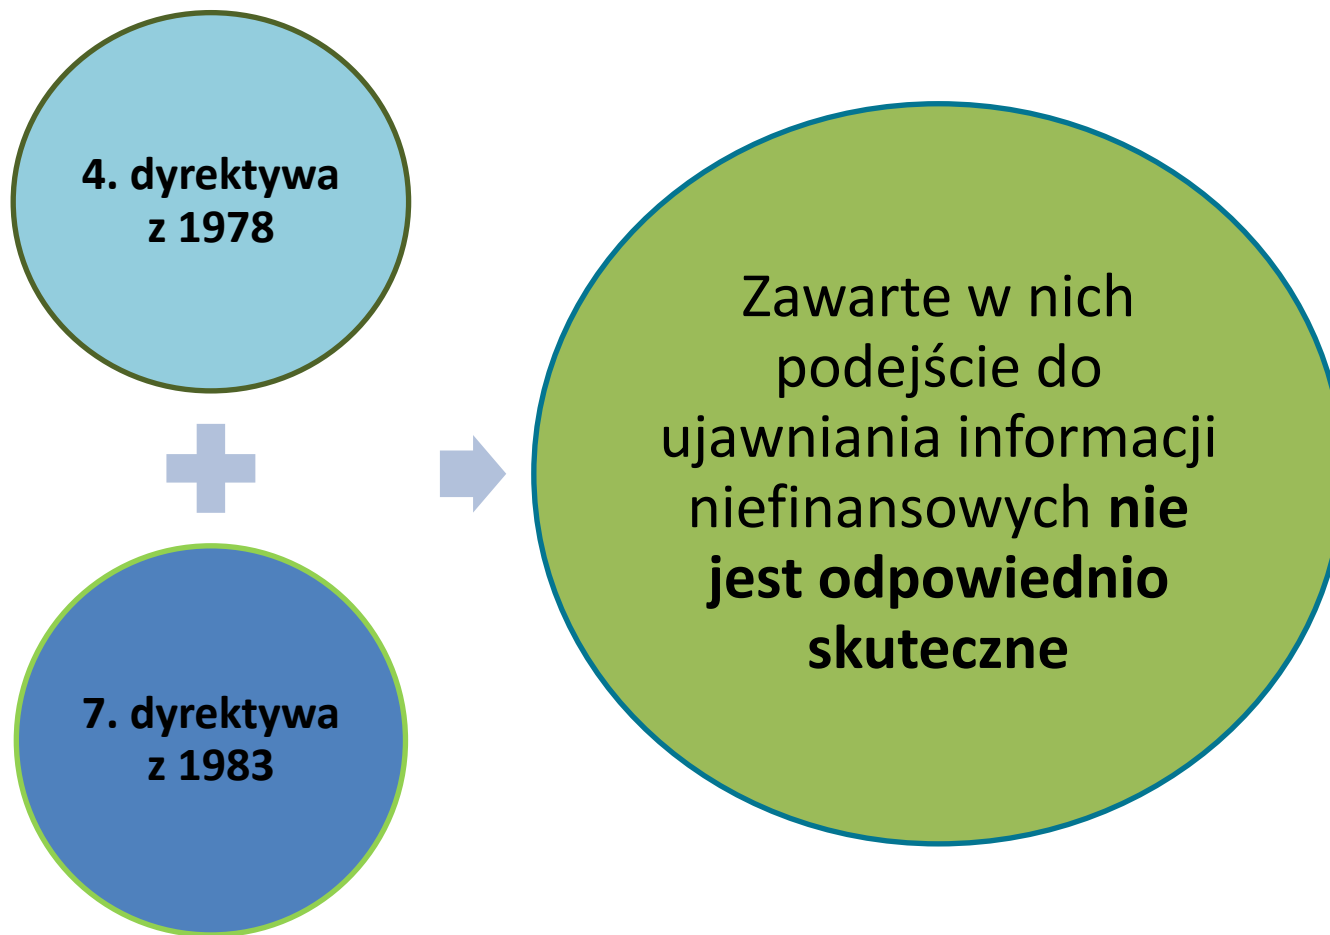 4. dyrektywa
z 1978
7. dyrektywa
z 1983
Zawarte w nich
podejście do
ujawniania informacji
niefinansowych nie
jest odpowiednio
skuteczne